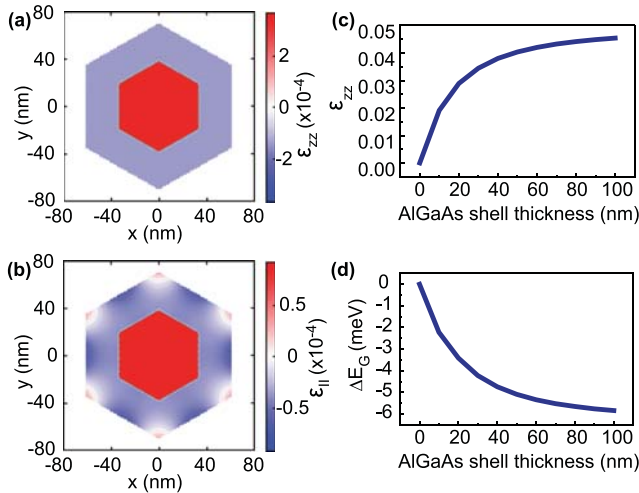 (a)
80
40
0
-40
-80
y (nm)
-80 -40 0 40 80
x (nm)
2
0
-2
ε_zz (x10^-4)
(b)
80
40
0
-40
-80
y (nm)
-80 -40 0 40 80
x (nm)
0.5
0
-0.5
ε_II (x10^-4)
(c)
0.05
0.04
0.03
0.02
0.01
0.00
ε_zz
0 20 40 60 80 100
AlGaAs shell thickness (nm)
(d)
0
-1
-2
-3
-4
-5
-6
ΔE_G (meV)
0 20 40 60 80 100
AlGaAs shell thickness (nm)